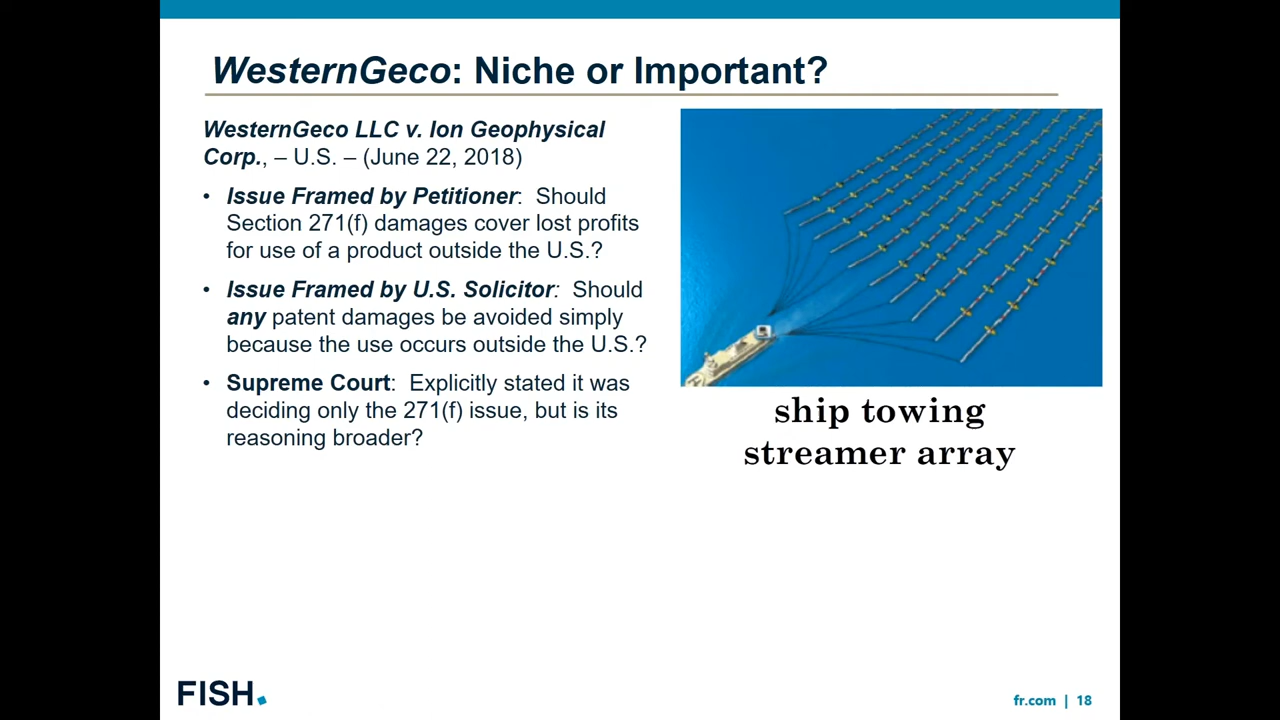 WesternGeco: Niche or Important?
WesternGeco LLC v. Ion Geophysical
Corp., – U.S. – (June 22, 2018)
• Issue Framed by Petitioner: Should
Section 271(f) damages cover lost profits
for use of a product outside the U.S.?
• Issue Framed by U.S. Solicitor: Should
any patent damages be avoided simply
because the use occurs outside the U.S.?
• Supreme Court: Explicitly stated it was
deciding only the 271(f) issue, but is its
reasoning broader?
ship towing
streamer array
FISH.
fr.com | 18